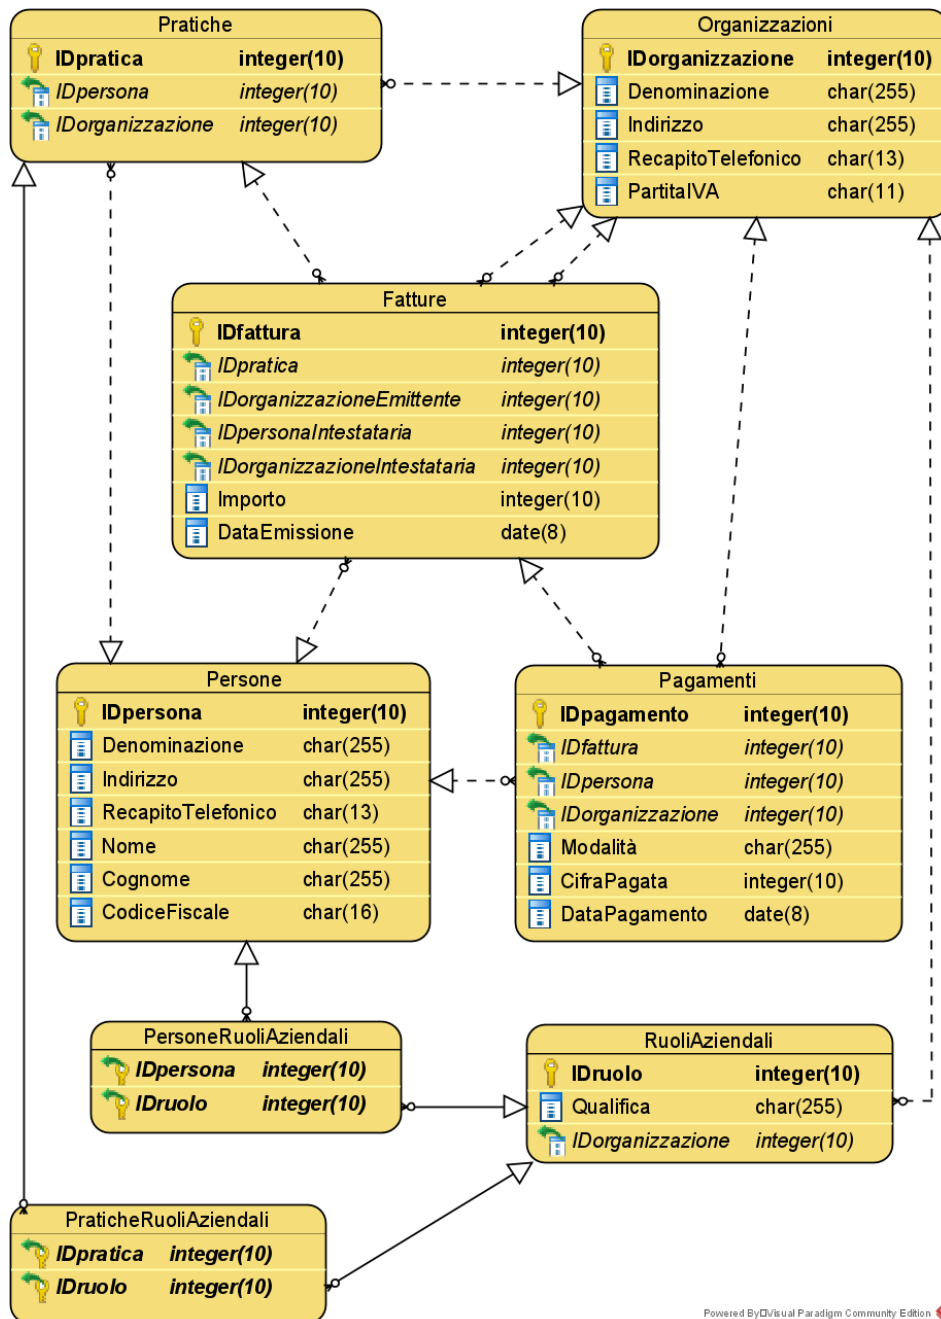 Pratiche
IDpratica integer(10)
IDpersona integer(10)
IDorganizzazione integer(10)
Organizzazioni
IDorganizzazione integer(10)
Denominazione char(255)
Indirizzo char(255)
RecapitoTelefonico char(13)
PartitaIVA char(11)
Fatture
IDfattura integer(10)
IDpratica integer(10)
IDorganizzazioneEmittente integer(10)
IDpersonaIntestataria integer(10)
IDorganizzazioneIntestataria integer(10)
Importo integer(10)
DataEmissione date(8)
Persone
IDpersona integer(10)
Denominazione char(255)
Indirizzo char(255)
RecapitoTelefonico char(13)
Nome char(255)
Cognome char(255)
CodiceFiscale char(16)
Pagamenti
IDpagamento integer(10)
IDfattura integer(10)
IDpersona integer(10)
IDorganizzazione integer(10)
Modalità char(255)
CifraPagata integer(10)
DataPagamento date(8)
PersoneRuoliAziendali
IDpersona integer(10)
IDruolo integer(10)
RuoliAziendali
IDruolo integer(10)
Qualifica char(255)
IDorganizzazione integer(10)
PraticheRuoliAziendali
IDpratica integer(10)
IDruolo integer(10)
Powered By□Visual Paradigm Community Edition